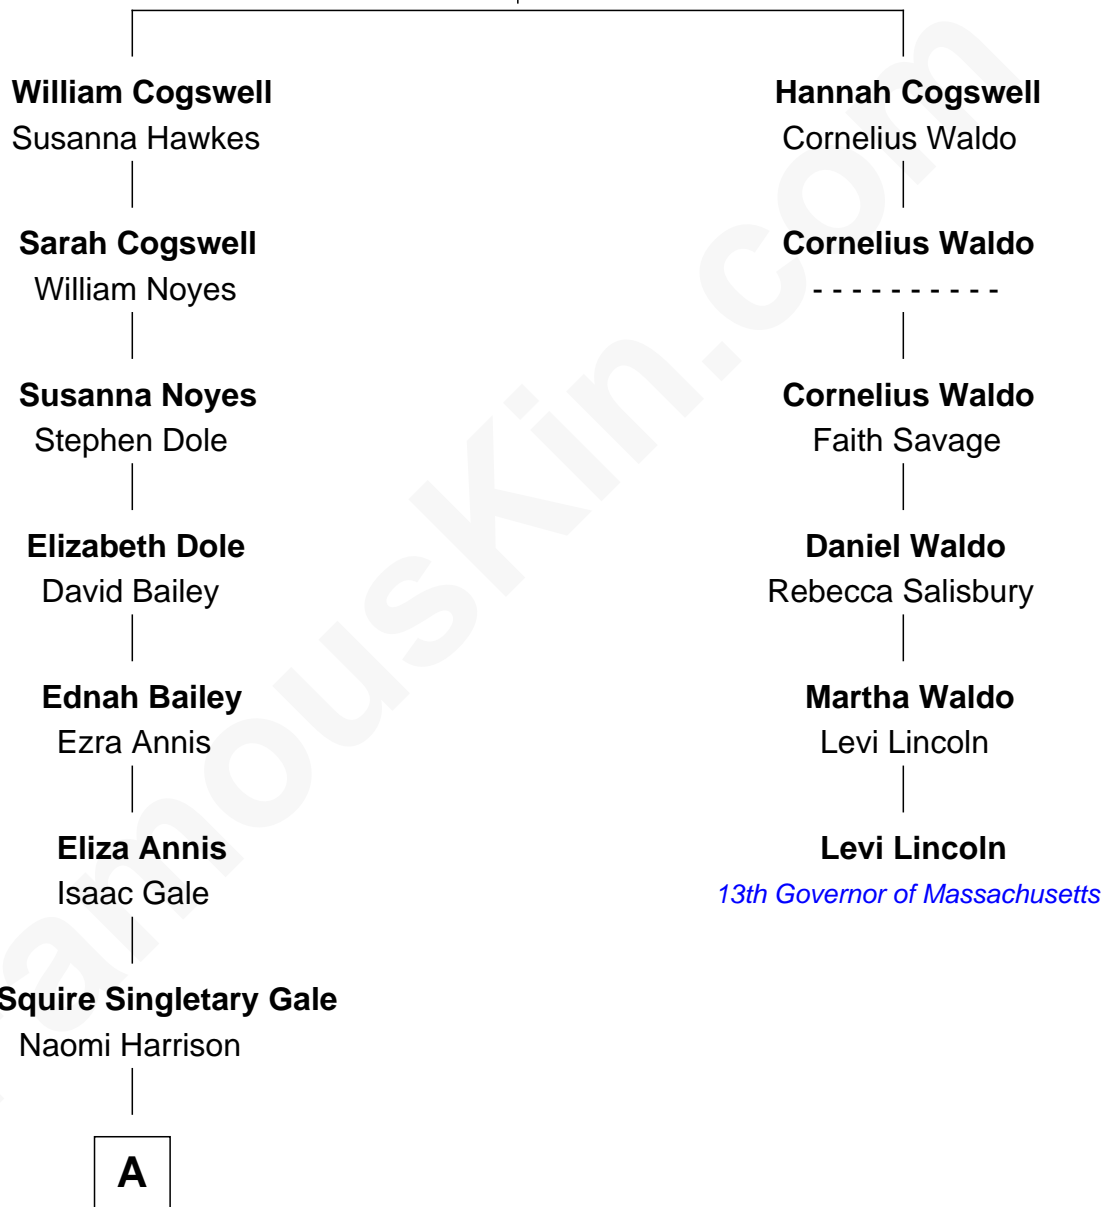 William Cogswell
Susanna Hawkes
Sarah Cogswell
William Noyes
Susanna Noyes
Stephen Dole
Elizabeth Dole
David Bailey
Ednah Bailey
Ezra Annis
Eliza Annis
Isaac Gale
Squire Singletary Gale
Naomi Harrison
A
Hannah Cogswell
Cornelius Waldo
Cornelius Waldo
- - - - - - - - - -
Cornelius Waldo
Faith Savage
Daniel Waldo
Rebecca Salisbury
Martha Waldo
Levi Lincoln
Levi Lincoln
13th Governor of Massachusetts
amousKin.com